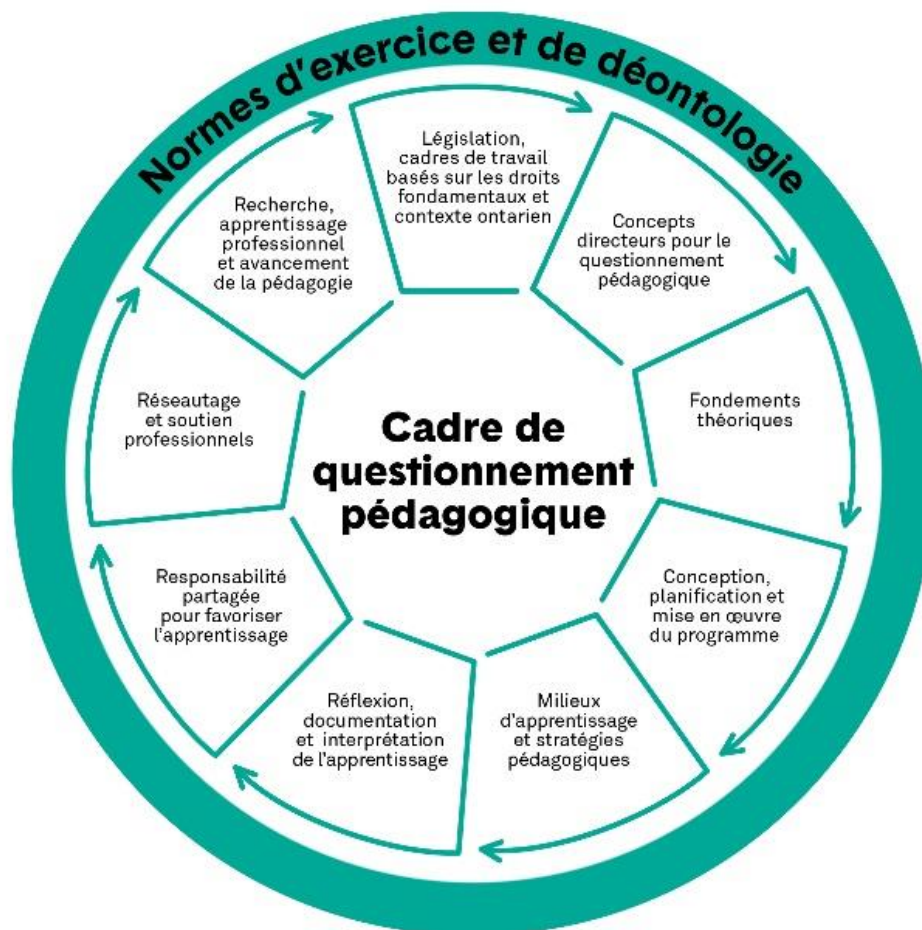 Normes d'exercice et de déontologie
Législation,
cadres de travail
basés sur les droits
fondamentaux et
contexte ontarien
Concepts
directeurs pour le
questionnement
pédagogique
Fondements
théoriques
Conception,
planification et
mise en œuvre
du programme
Milieux
d'apprentissage
et stratégies
pédagogiques
Réflexion,
documentation
et interprétation
de l'apprentissage
Responsabilité
partagée
pour favoriser
l'apprentissage
Réseautage
et soutien
professionnels
Recherche,
apprentissage
professionnel
et avancement
de la pédagogie
Cadre de
questionnement
pédagogique